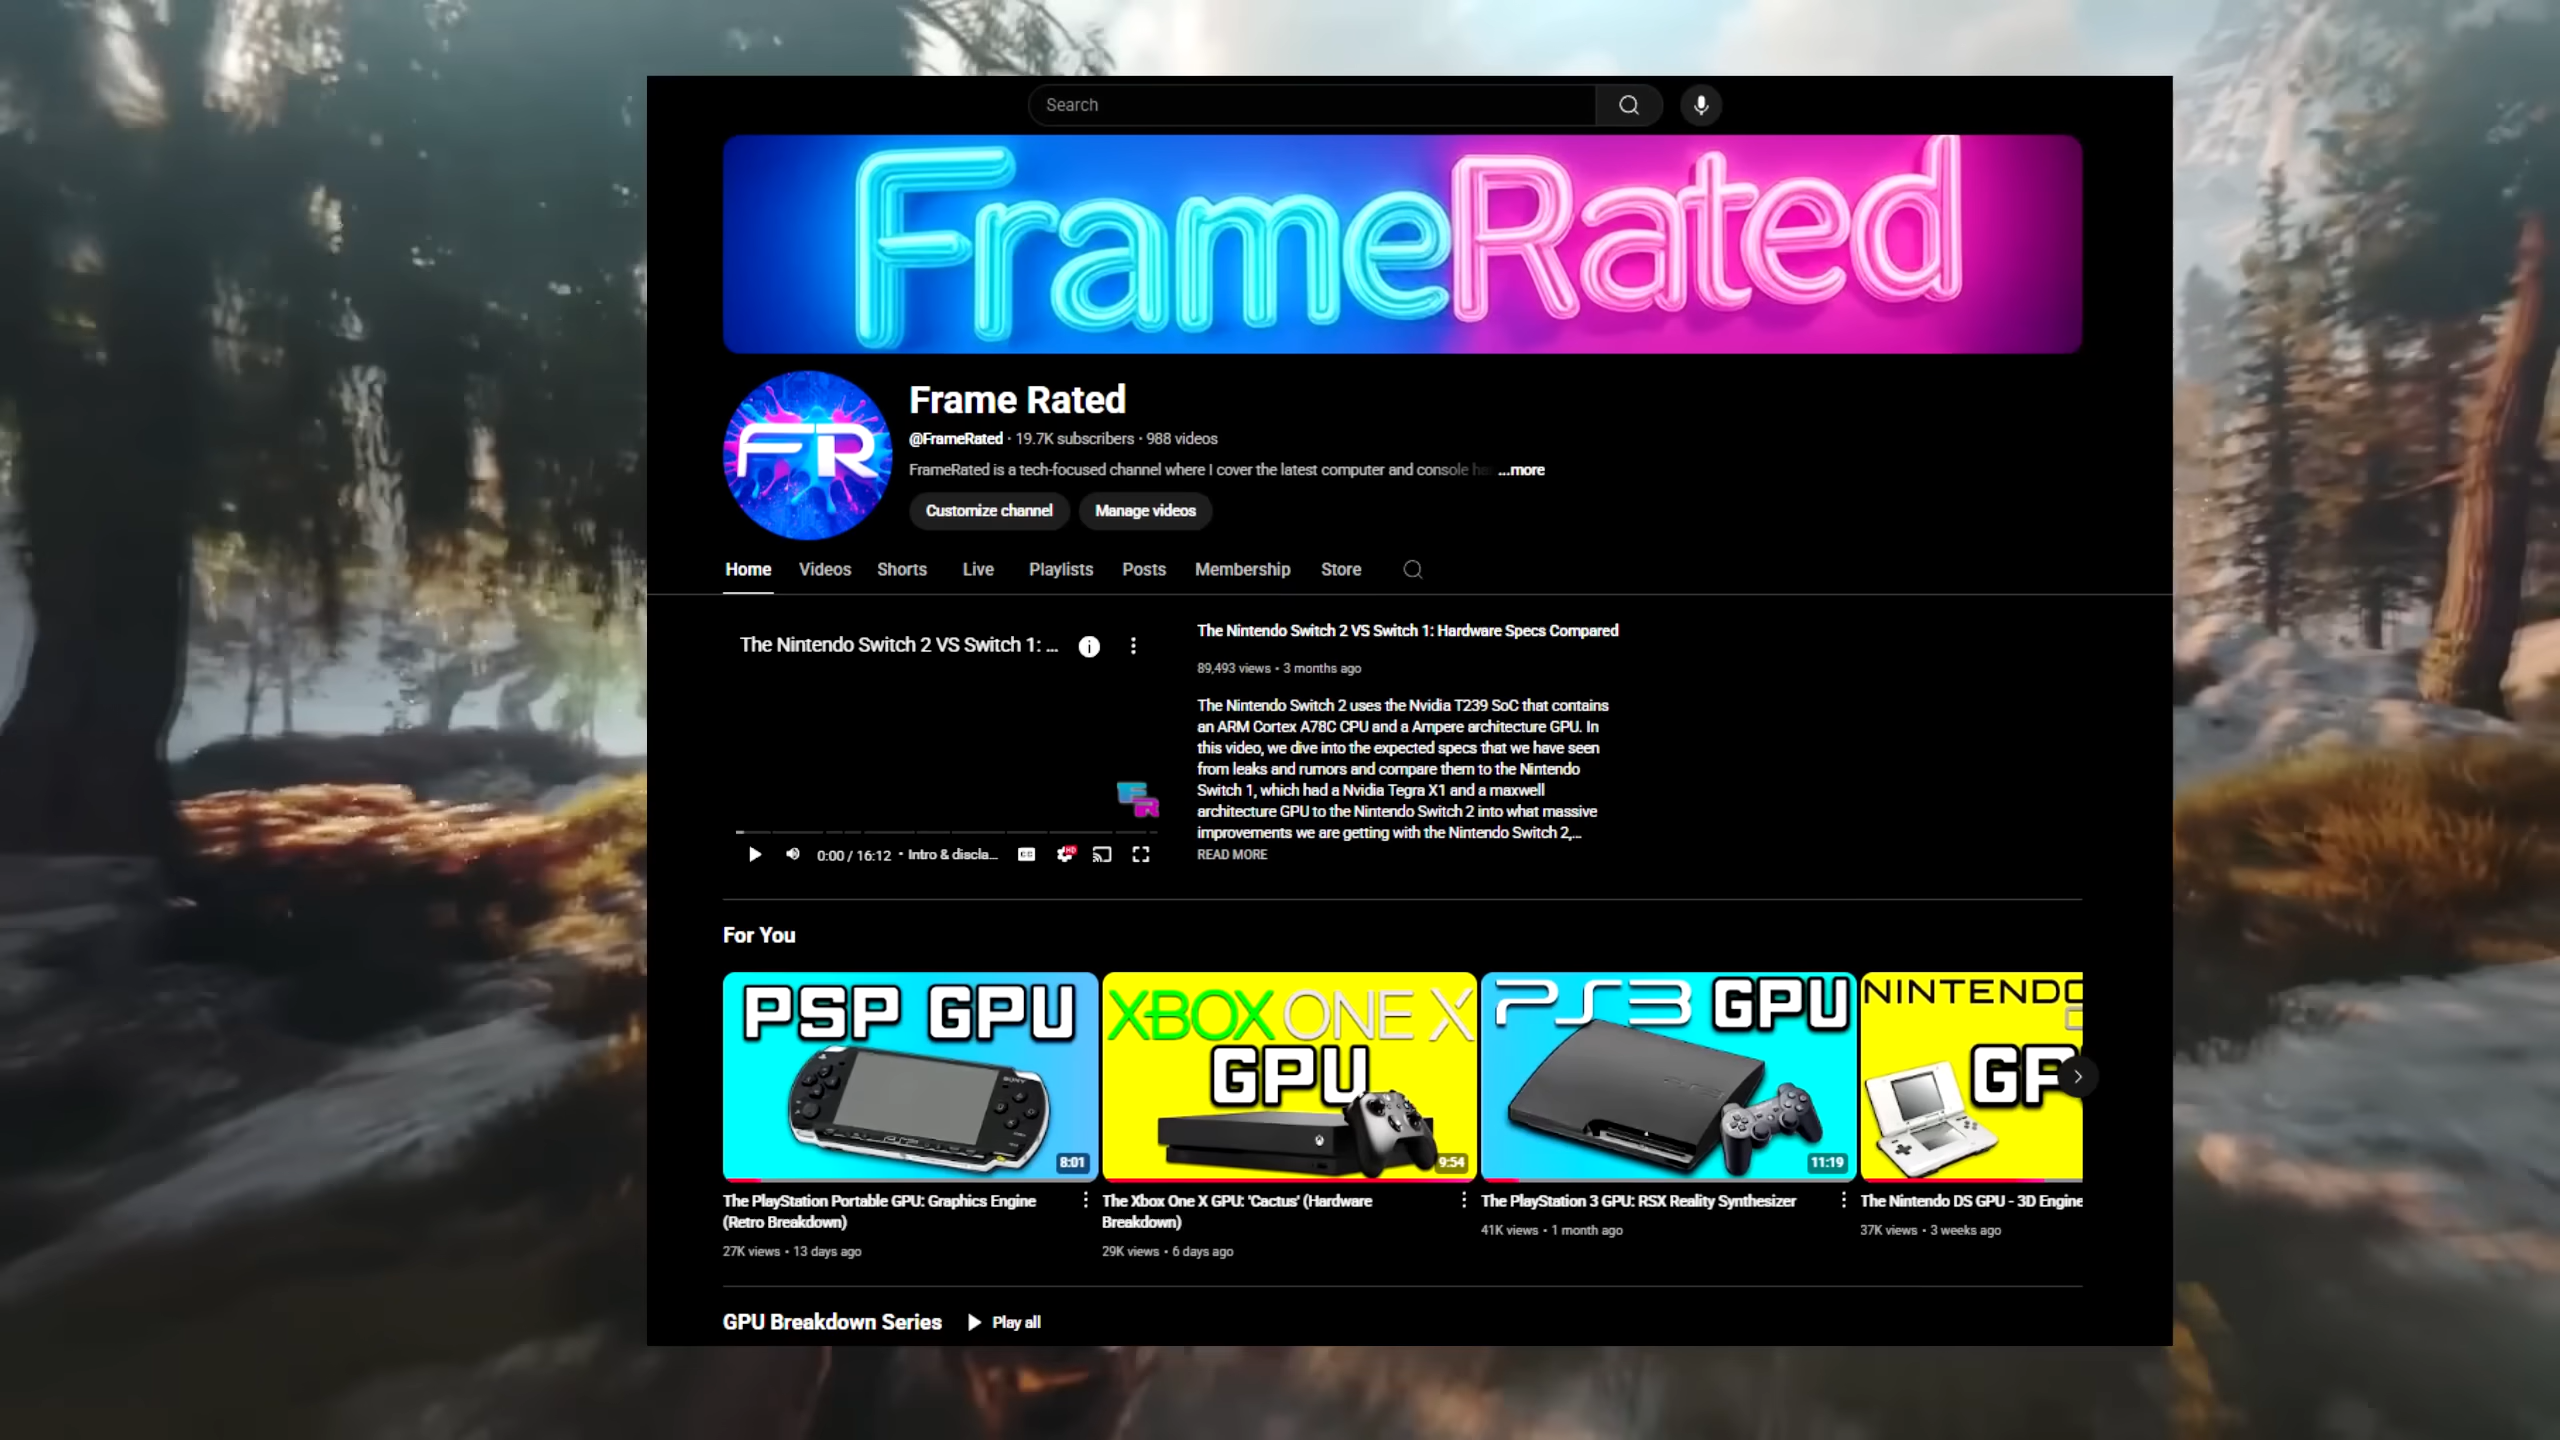 Search
FrameRated
FR
Frame Rated
@FrameRated · 19.7K subscribers · 988 videos
FrameRated is a tech-focused channel where I cover the latest computer and console ...more
Customize channel
Manage videos
Home
Videos
Shorts
Live
Playlists
Posts
Membership
Store
The Nintendo Switch 2 VS Switch 1: ...
FR
0:00 / 16:12 • Intro & discla...
CC
HD
The Nintendo Switch 2 VS Switch 1: Hardware Specs Compared
89,493 views • 3 months ago
The Nintendo Switch 2 uses the Nvidia T239 SoC that contains
an ARM Cortex A78C CPU and a Ampere architecture GPU. In
this video, we dive into the expected specs that we have seen
from leaks and rumors and compare them to the Nintendo
Switch 1, which had a Nvidia Tegra X1 and a maxwell
architecture GPU to the Nintendo Switch 2 into what massive
improvements we are getting with the Nintendo Switch 2,...
READ MORE
For You
PSP GPU
SONY
8:01
The PlayStation Portable GPU: Graphics Engine
(Retro Breakdown)
27K views • 13 days ago
XBOX ONE X
GPU
9:54
The Xbox One X GPU: 'Cactus' (Hardware
Breakdown)
29K views • 6 days ago
PS3 GPU
11:19
The PlayStation 3 GPU: RSX Reality Synthesizer
41K views • 1 month ago
NINTENDO
GP
The Nintendo DS GPU - 3D Engine
37K views • 3 weeks ago
GPU Breakdown Series
Play all